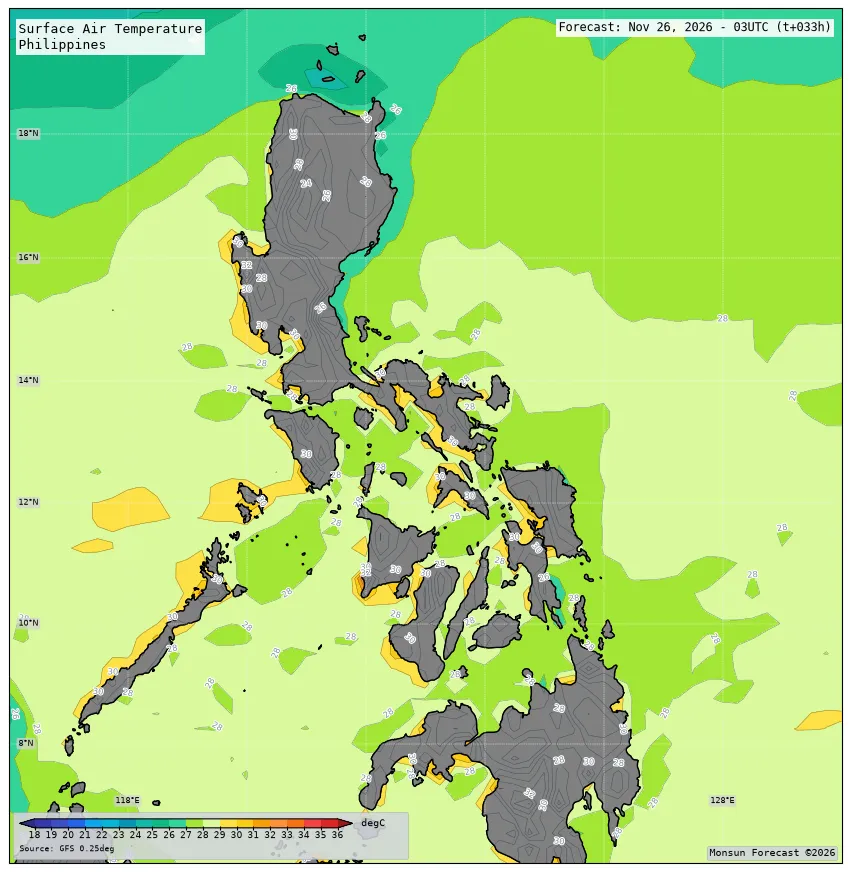 Surface Air Temperature
Philippines
Forecast: Nov 26, 2026 - 03UTC (t+033h)
18°N
16°N
14°N
12°N
10°N
8°N
118°E
128°E
18 19 20 21 22 23 24 25 26 27 28 29 30 31 32 33 34 35 36
degC
Source: GFS 0.25deg
Monsun Forecast ©2026